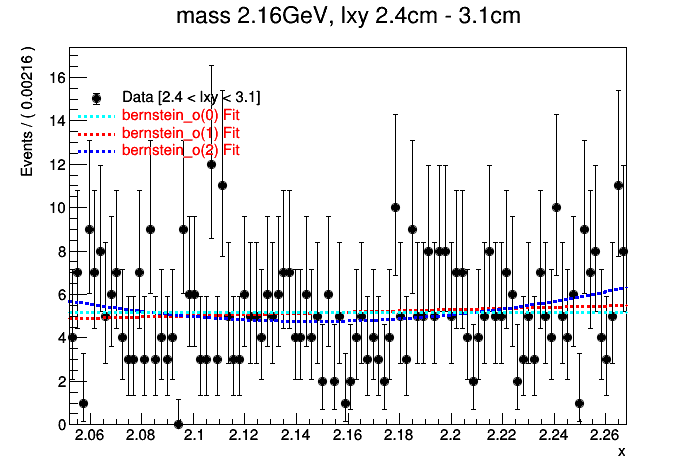 mass 2.16GeV, lxy 2.4cm - 3.1cm
Events / ( 0.00216 )
16
14
12
10
8
6
4
2
0
Data [2.4 < lxy < 3.1]
bernstein_o(0) Fit
bernstein_o(1) Fit
bernstein_o(2) Fit
2.06 2.08 2.1 2.12 2.14 2.16 2.18 2.2 2.22 2.24 2.26
x